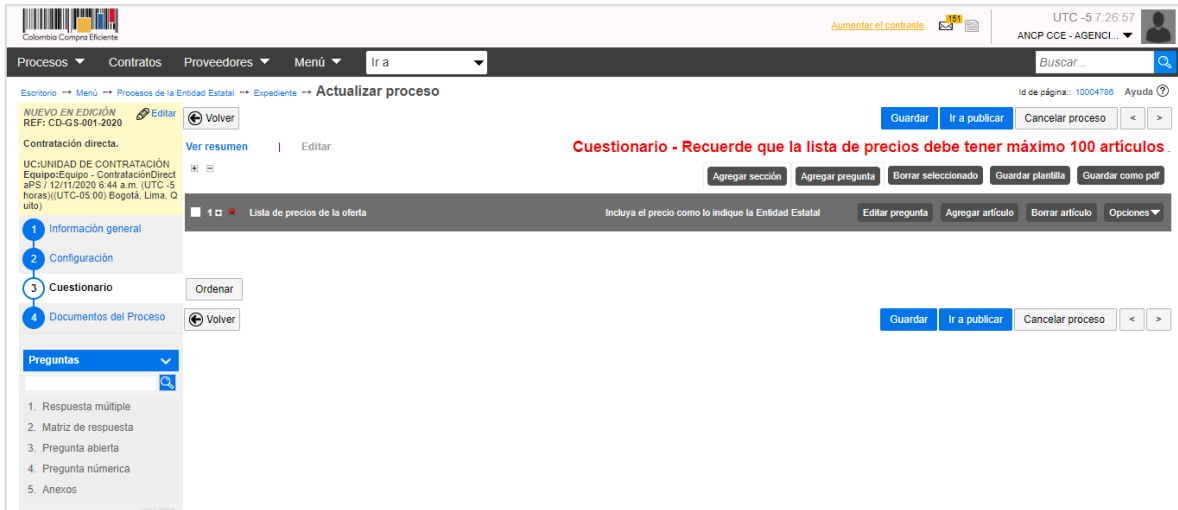 Colombia Compra Eficiente
Aumentar el contraste
151
UTC -5 7:26:57
ANCP CCE - AGENCI...
Procesos Contratos Proveedores Menú Ir a Buscar...
Escritorio → Menú → Procesos de la Entidad Estatal → Expediente → Actualizar proceso
Id de página:: 10004786 Ayuda ?
NUEVO EN EDICIÓN Editar
REF: CD-GS-001-2020
Contratación directa.
UC:UNIDAD DE CONTRATACIÓN
Equipo:Equipo - ContrataciónDirect
aPS / 12/11/2020 6:44 a.m. (UTC -5
horas)((UTC-05:00) Bogotá, Lima, Q
uito)
1 Información general
2 Configuración
3 Cuestionario
4 Documentos del Proceso
Preguntas
1. Respuesta múltiple
2. Matriz de respuesta
3. Pregunta abierta
4. Pregunta númerica
5. Anexos
Volver Guardar Ir a publicar Cancelar proceso < >
Ver resumen | Editar
Cuestionario - Recuerde que la lista de precios debe tener máximo 100 artículos .
Agregar sección Agregar pregunta Borrar seleccionado Guardar plantilla Guardar como pdf
1 Lista de precios de la oferta Incluya el precio como lo indique la Entidad Estatal Editar pregunta Agregar artículo Borrar artículo Opciones
Ordenar
Volver Guardar Ir a publicar Cancelar proceso < >